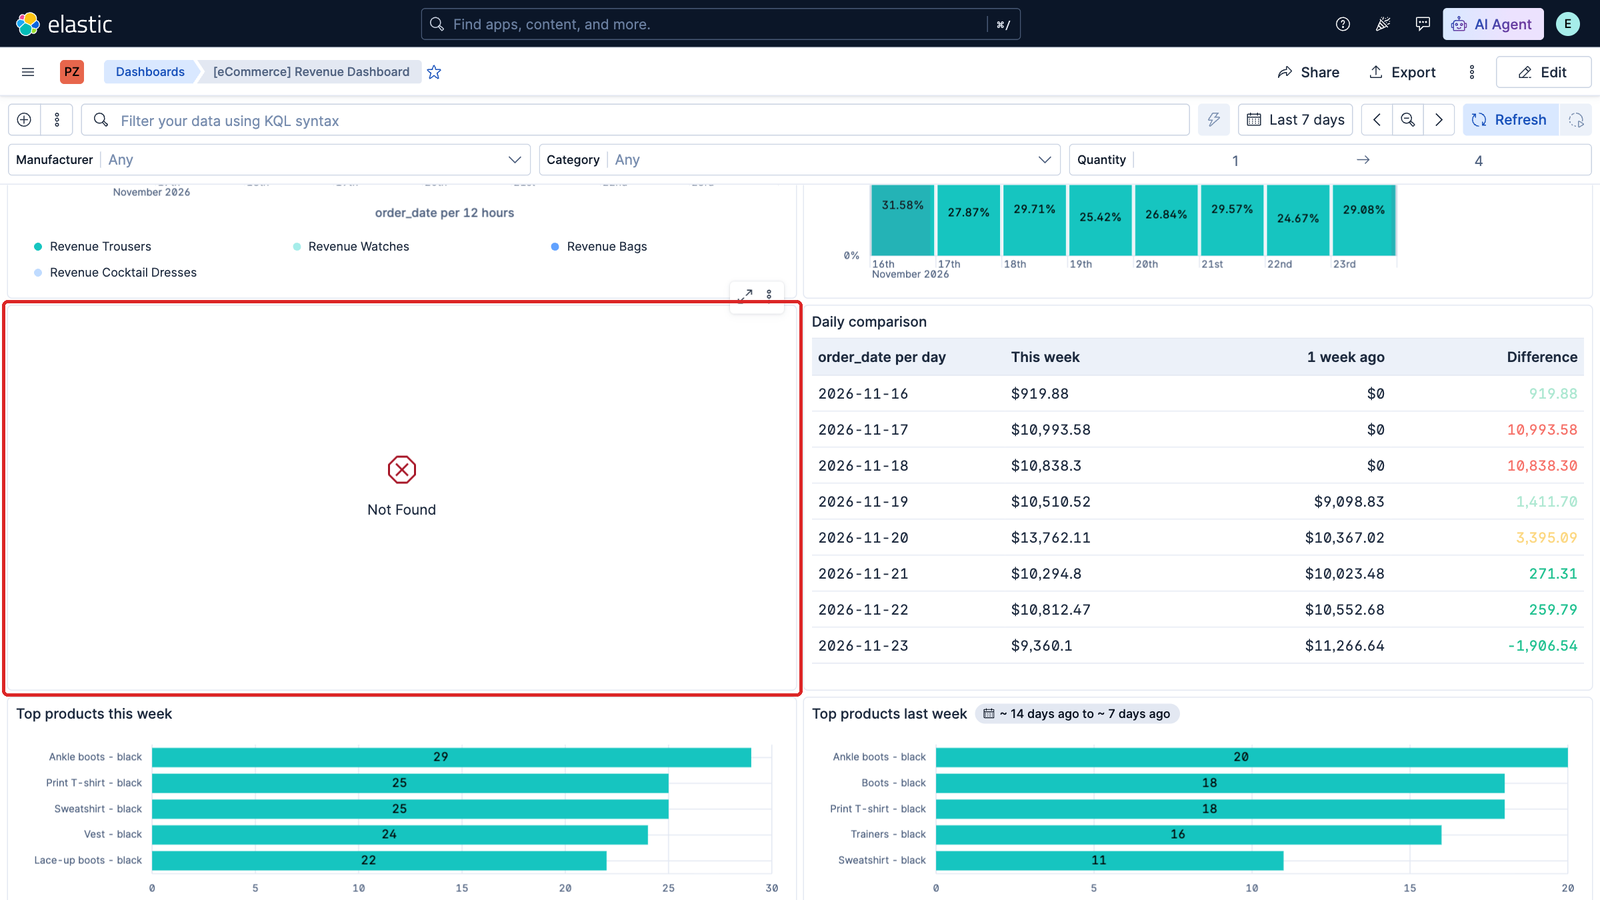 elastic
Find apps, content, and more.
⌘/
AI Agent
E
PZ
Dashboards
[eCommerce] Revenue Dashboard
Share
Export
Edit
Filter your data using KQL syntax
Last 7 days
Refresh
Manufacturer Any
Category Any
Quantity 1 → 4
November 2026
order_date per 12 hours
Revenue Trousers
Revenue Watches
Revenue Bags
Revenue Cocktail Dresses
31.58% 27.87% 29.71% 25.42% 26.84% 29.57% 24.67% 29.08%
0%
16th 17th 18th 19th 20th 21st 22nd 23rd
November 2026
Not Found
Daily comparison
order_date per day This week 1 week ago Difference
2026-11-16 $919.88 $0 919.88
2026-11-17 $10,993.58 $0 10,993.58
2026-11-18 $10,838.3 $0 10,838.30
2026-11-19 $10,510.52 $9,098.83 1,411.70
2026-11-20 $13,762.11 $10,367.02 3,395.09
2026-11-21 $10,294.8 $10,023.48 271.31
2026-11-22 $10,812.47 $10,552.68 259.79
2026-11-23 $9,360.1 $11,266.64 -1,906.54
Top products this week
Ankle boots - black 29
Print T-shirt - black 25
Sweatshirt - black 25
Vest - black 24
Lace-up boots - black 22
0 5 10 15 20 25 30
Top products last week ~ 14 days ago to ~ 7 days ago
Ankle boots - black 20
Boots - black 18
Print T-shirt - black 18
Trainers - black 16
Sweatshirt - black 11
0 5 10 15 20